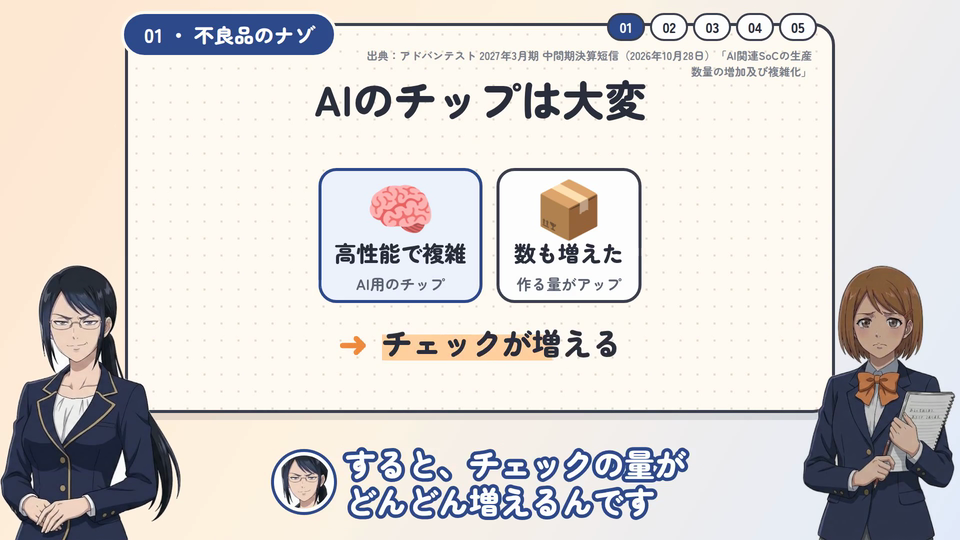 01 ・ 不良品のナゾ
01 02 03 04 05
出典：アドバンテスト 2027年3月期 中間期決算短信（2026年10月28日）「AI関連SoCの生産
数量の増加及び複雑化」
AIのチップは大変
高性能で複雑
AI用のチップ
数も増えた
作る量がアップ
➜ チェックが増える
すると、チェックの量が
どんどん増えるんです